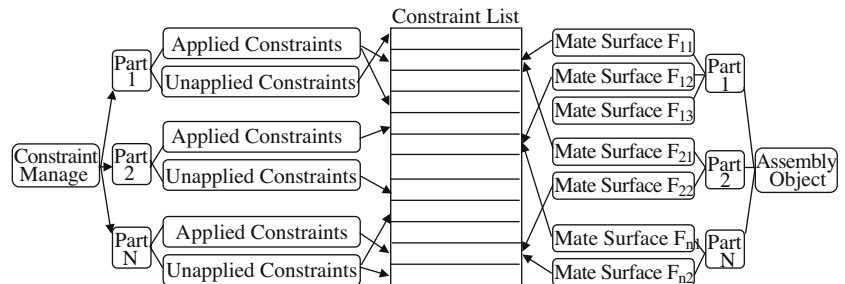 Constraint List
Applied Constraints
Unapplied Constraints
Part
1
Applied Constraints
Unapplied Constraints
Part
2
Applied Constraints
Unapplied Constraints
Part
N
Constraint
Manage
Mate Surface F11
Mate Surface F12
Mate Surface F13
Part
1
Mate Surface F21
Mate Surface F22
Part
2
Mate Surface Fn1
Mate Surface Fn2
Part
N
Assembly
Object